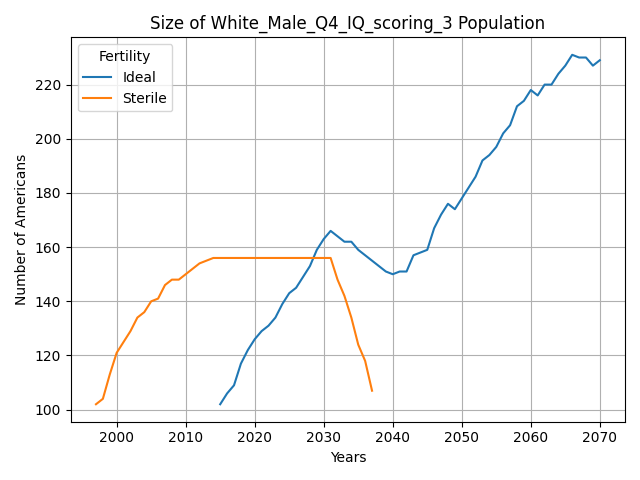 Size of White_Male_Q4_IQ_scoring_3 Population
Fertility
Ideal
Sterile
Number of Americans
220
200
180
160
140
120
100
2000 2010 2020 2030 2040 2050 2060 2070
Years